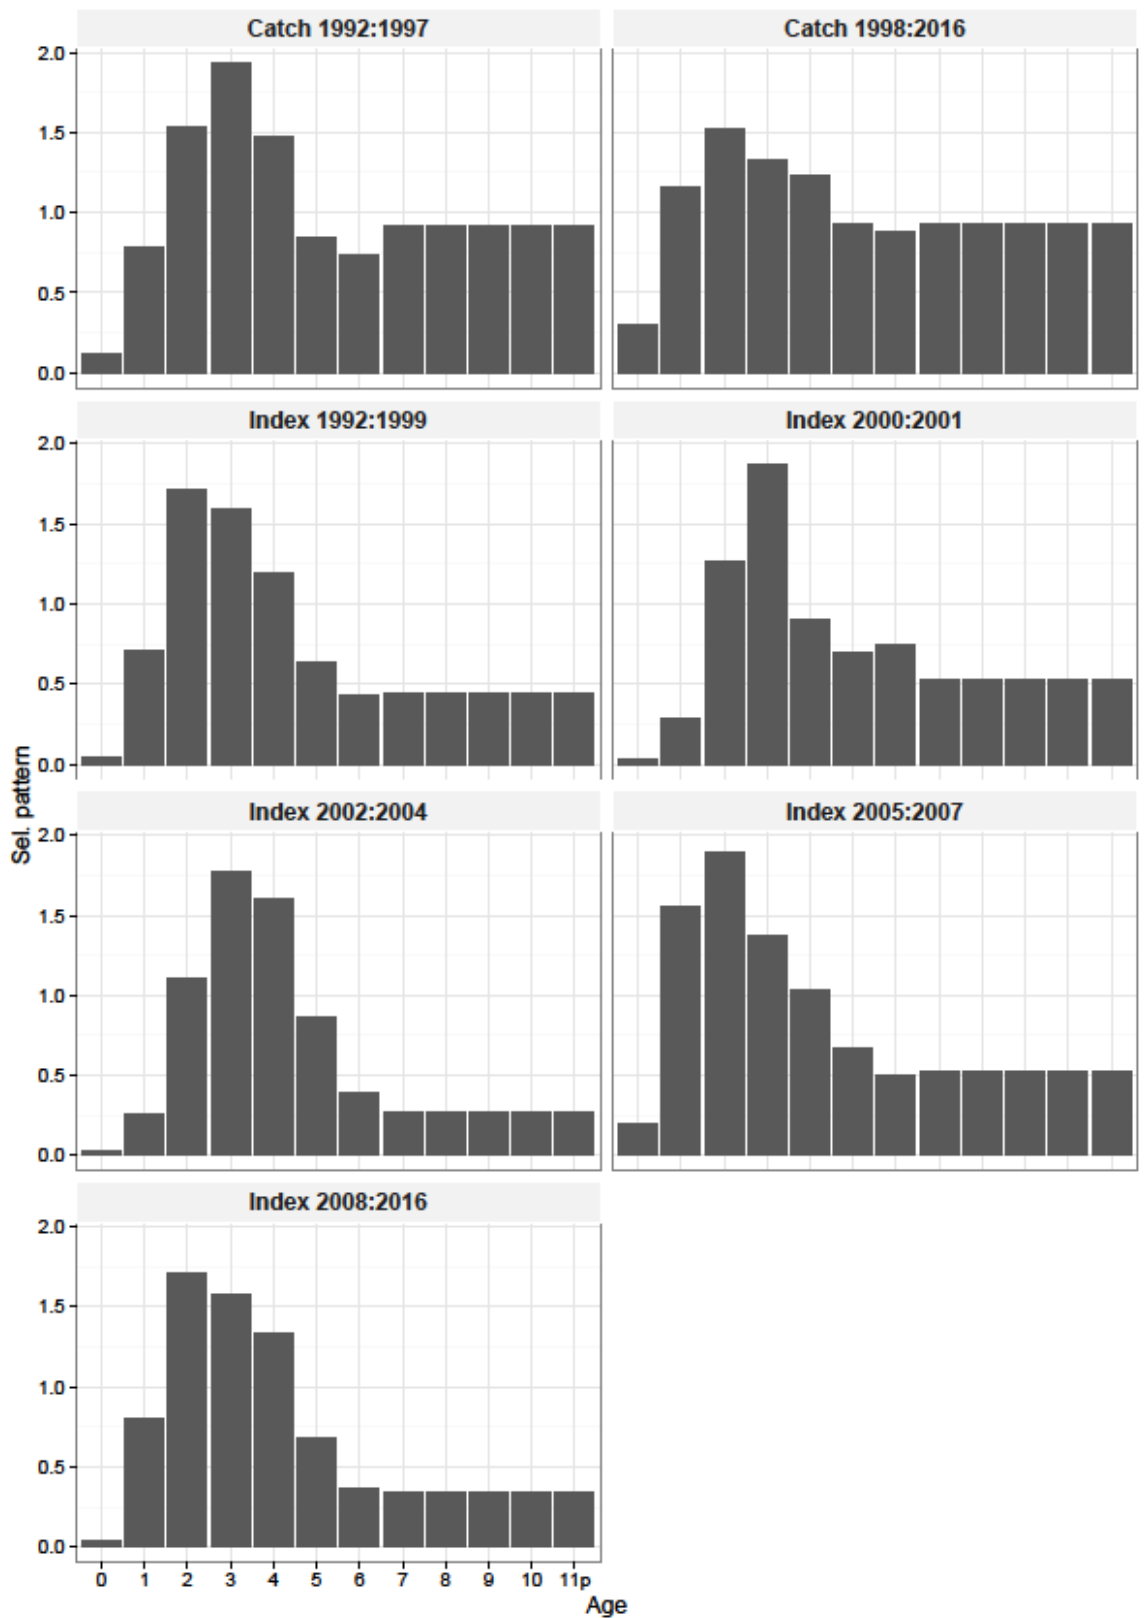 Catch 1992:1997
Catch 1998:2016
2.0
1.5
1.0
0.5
0.0
Index 1992:1999
Index 2000:2001
2.0
1.5
1.0
0.5
0.0
Sel. pattern
Index 2002:2004
Index 2005:2007
2.0
1.5
1.0
0.5
0.0
Index 2008:2016
2.0
1.5
1.0
0.5
0.0
0 1 2 3 4 5 6 7 8 9 10 11p
Age